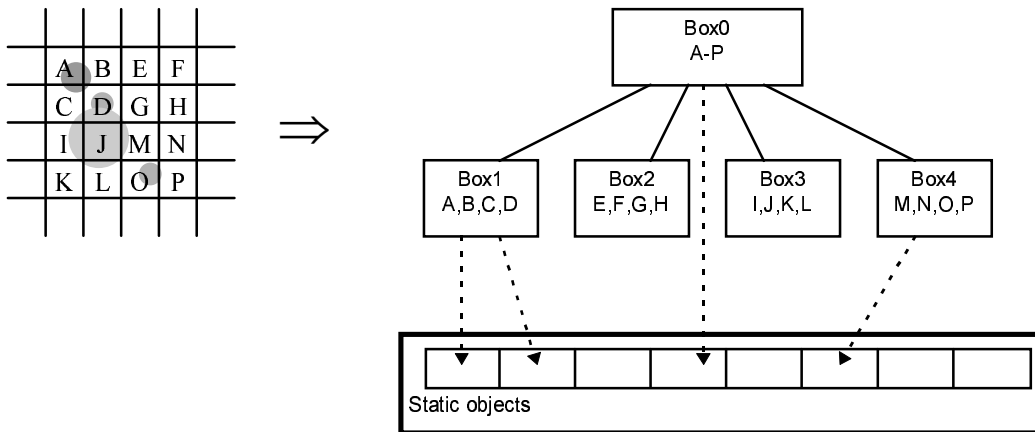 A B E F
C D G H
I J M N
K L O P
⇒
Box0
A-P
Box1
A,B,C,D
Box2
E,F,G,H
Box3
I,J,K,L
Box4
M,N,O,P
Static objects